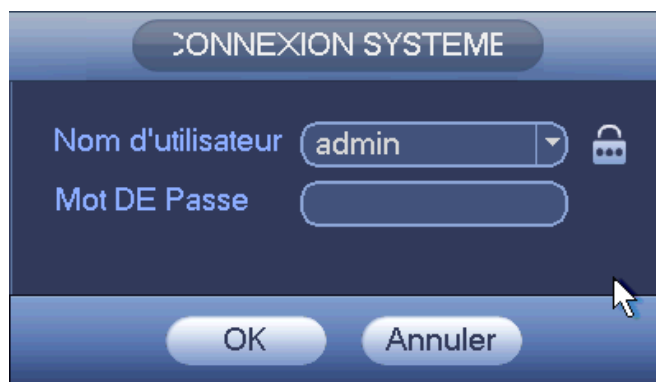 CONNEXION SYSTEME
Nom d'utilisateur admin
Mot DE Passe
OK Annuler